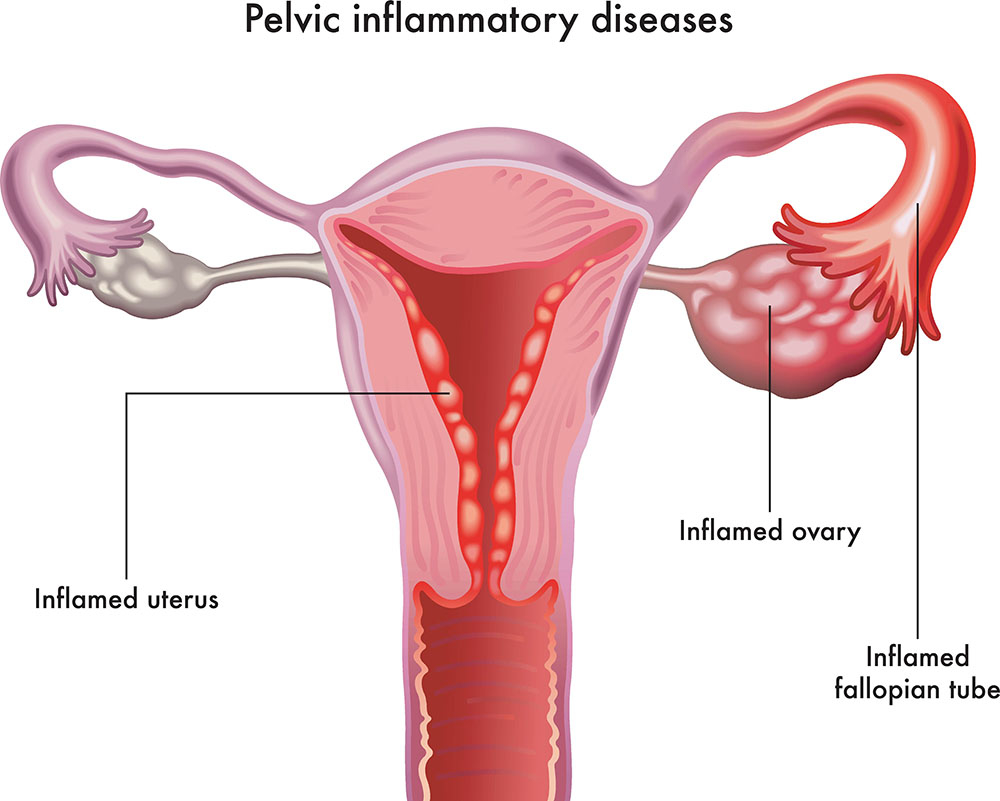 Pelvic inflammatory diseases
Inflamed ovary
Inflamed uterus
Inflamed
fallopian tube